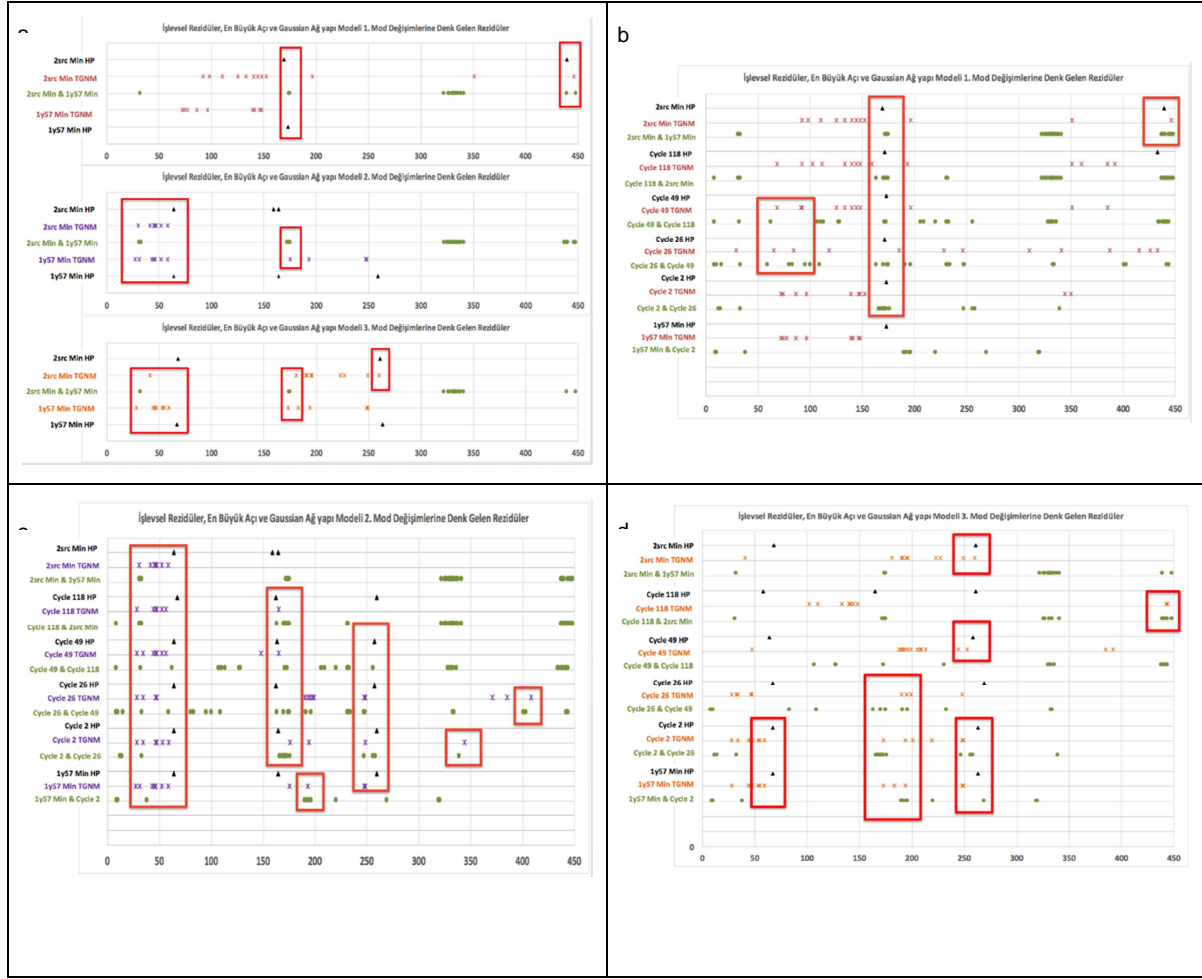 İşlevsel Rezidüler, En Büyük Açı ve Gaussian Ağ yapı Modeli 1. Mod Değişimlerine Denk Gelen Rezidüler
2src Min HP
2src Min TGNM
2src Min & 1y57 Min
1y57 Min TGNM
1y57 Min HP
0 50 100 150 200 250 300 350 400 450
İşlevsel Rezidüler, En Büyük Açı ve Gaussian Ağ yapı Modeli 2. Mod Değişimlerine Denk Gelen Rezidüler
2src Min HP
2src Min TGNM
2src Min & 1y57 Min
1y57 Min TGNM
1y57 Min HP
0 50 100 150 200 250 300 350 400 450
İşlevsel Rezidüler, En Büyük Açı ve Gaussian Ağ yapı Modeli 3. Mod Değişimlerine Denk Gelen Rezidüler
2src Min HP
2src Min TGNM
2src Min & 1y57 Min
1y57 Min TGNM
1y57 Min HP
0 50 100 150 200 250 300 350 400 450
b
İşlevsel Rezidüler, En Büyük Açı ve Gaussian Ağ yapı Modeli 1. Mod Değişimlerine Denk Gelen Rezidüler
2src Min HP
2src Min TGNM
2src Min & 1y57 Min
Cycle 118 HP
Cycle 118 TGNM
Cycle 118 & 2src Min
Cycle 49 HP
Cycle 49 TGNM
Cycle 49 & Cycle 118
Cycle 26 HP
Cycle 26 TGNM
Cycle 26 & Cycle 49
Cycle 2 HP
Cycle 2 TGNM
Cycle 2 & Cycle 26
1y57 Min HP
1y57 Min TGNM
1y57 Min & Cycle 2
0 50 100 150 200 250 300 350 400 450
İşlevsel Rezidüler, En Büyük Açı ve Gaussian Ağ yapı Modeli 2. Mod Değişimlerine Denk Gelen Rezidüler
2src Min HP
2src Min TGNM
2src Min & 1y57 Min
Cycle 118 HP
Cycle 118 TGNM
Cycle 118 & 2src Min
Cycle 49 HP
Cycle 49 TGNM
Cycle 49 & Cycle 118
Cycle 26 HP
Cycle 26 TGNM
Cycle 26 & Cycle 49
Cycle 2 HP
Cycle 2 TGNM
Cycle 2 & Cycle 26
1y57 Min HP
1y57 Min TGNM
1y57 Min & Cycle 2
0 50 100 150 200 250 300 350 400 450
d
İşlevsel Rezidüler, En Büyük Açı ve Gaussian Ağ yapı Modeli 3. Mod Değişimlerine Denk Gelen Rezidüler
2src Min HP
2src Min TGNM
2src Min & 1y57 Min
Cycle 118 HP
Cycle 118 TGNM
Cycle 118 & 2src Min
Cycle 49 HP
Cycle 49 TGNM
Cycle 49 & Cycle 118
Cycle 26 HP
Cycle 26 TGNM
Cycle 26 & Cycle 49
Cycle 2 HP
Cycle 2 TGNM
Cycle 2 & Cycle 26
1y57 Min HP
1y57 Min TGNM
1y57 Min & Cycle 2
0
0 50 100 150 200 250 300 350 400 450